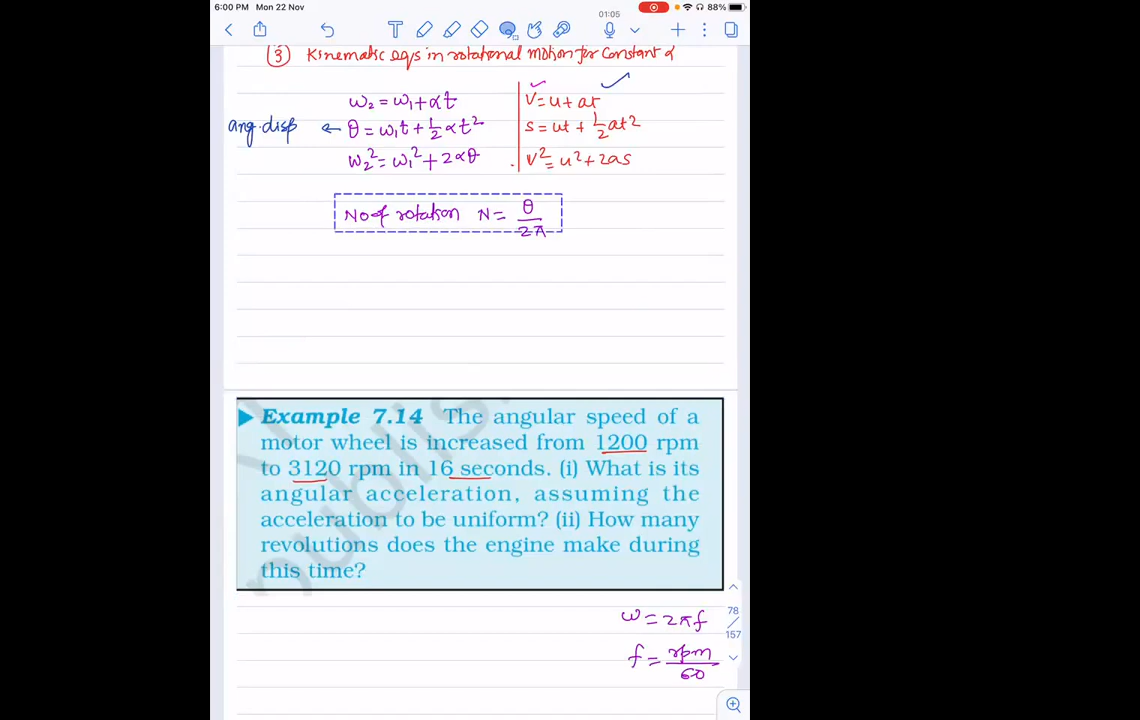 6:00 PM Mon 22 Nov
01:05
88%
T
③ Kinematic eqs in rotational motion for Constant α
ω₂ = ω₁ + αt
v = u + at
ang. disp ← θ = ω₁t + 1/2 αt²
s = ut + 1/2 at²
ω₂² = ω₁² + 2αθ
v² = u² + 2as
No of rotation N = θ/2π
Example 7.14 The angular speed of a
motor wheel is increased from 1200 rpm
to 3120 rpm in 16 seconds. (i) What is its
angular acceleration, assuming the
acceleration to be uniform? (ii) How many
revolutions does the engine make during
this time?
ω = 2πf
78
/
157
f = rpm/60